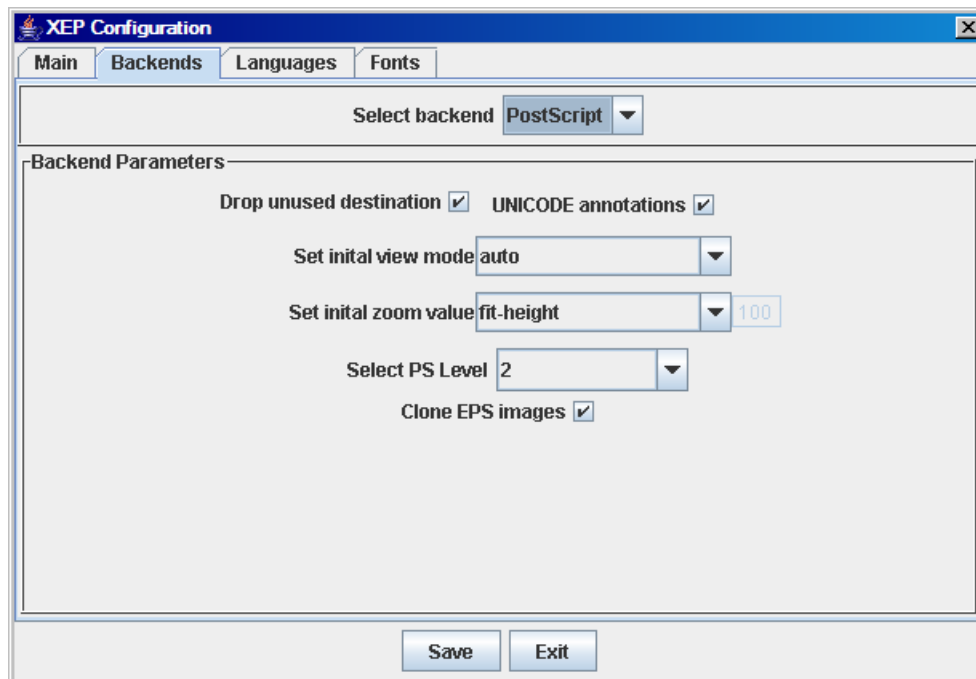 XEP Configuration
Main Backends Languages Fonts
Select backend PostScript
Backend Parameters
Drop unused destination UNICODE annotations
Set inital view mode auto
Set inital zoom value fit-height 100
Select PS Level 2
Clone EPS images
Save Exit